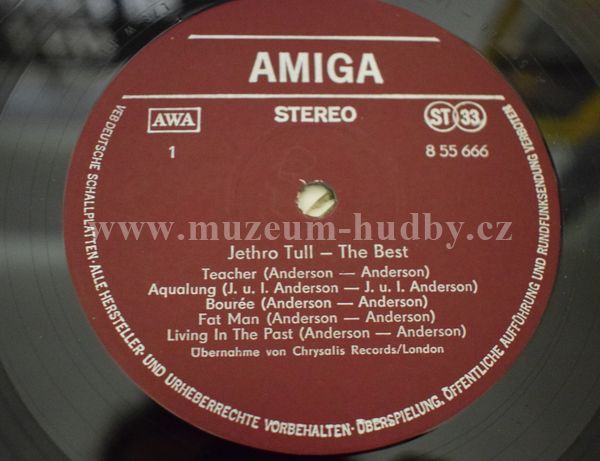 AMIGA
AWA STEREO ST 33
1 8 55 666
www.muzeum-hudby.cz
Jethro Tull — The Best
Teacher (Anderson — Anderson)
Aqualung (J. u. I. Anderson — J. u. I. Anderson)
Bourée (Anderson — Anderson)
Fat Man (Anderson — Anderson)
Living In The Past (Anderson — Anderson)
Übernahme von Chrysalis Records/London
VEB DEUTSCHE SCHALLPLATTEN · ALLE HERSTELLER- UND URHEBERRECHTE VORBEHALTEN · ÜBERSPIELUNG, ÖFFENTLICHE AUFFÜHRUNG UND RUNDFUNKSENDUNG VERBOTEN